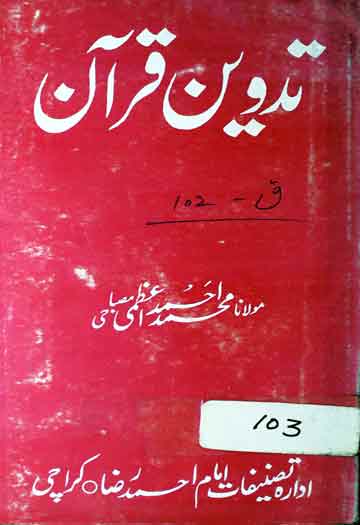 تدوین قرآن
ق - 102
مولانا محمد احمد اعظمی مصباحی
103
ادارہ تصنیفات امام احمد رضا کراچی